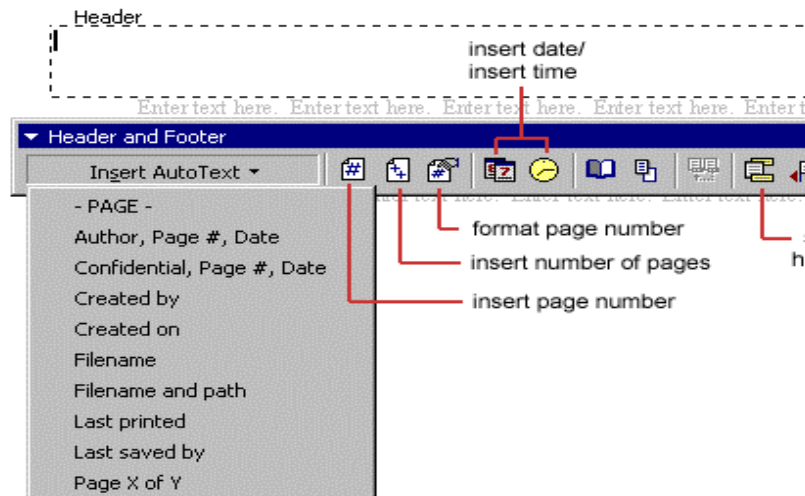 Header
insert date/
insert time
Enter text here. Enter text here. Enter text here. Enter text here. Enter t
Header and Footer
Insert AutoText
- PAGE -
Author, Page #, Date
Confidential, Page #, Date
Created by
Created on
Filename
Filename and path
Last printed
Last saved by
Page X of Y
format page number
insert number of pages
insert page number
h